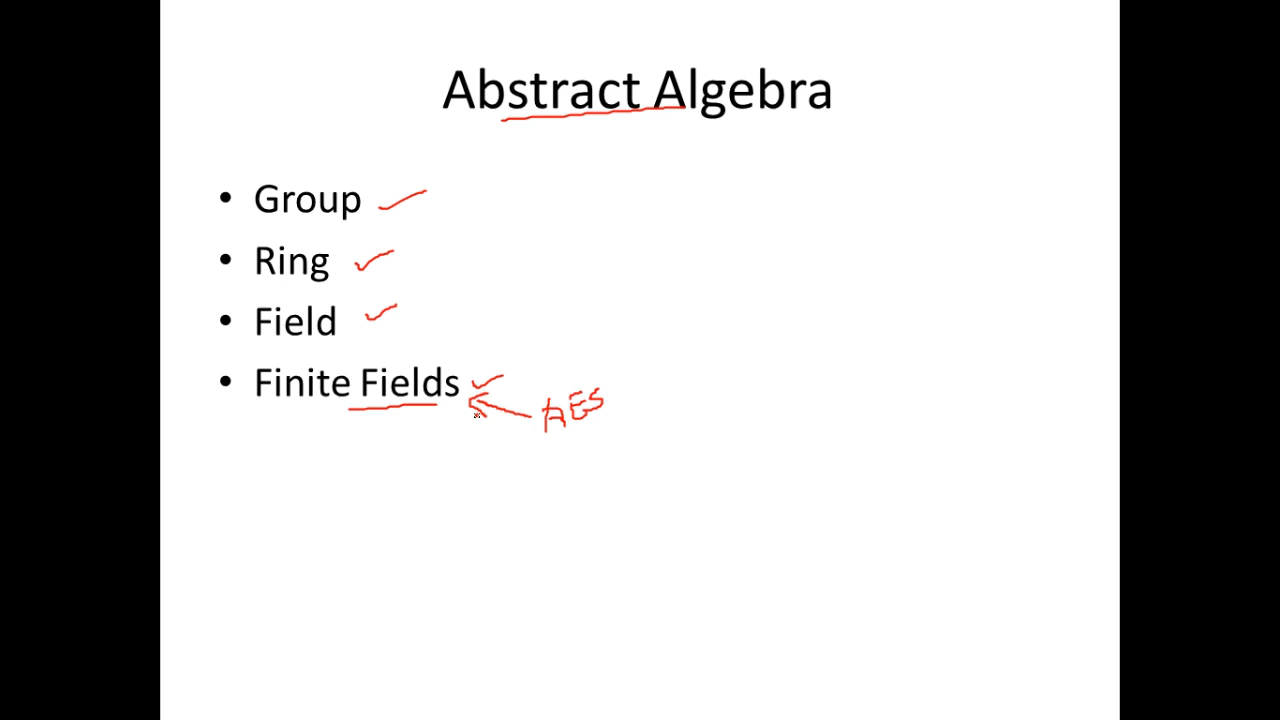 Abstract Algebra
• Group
• Ring
• Field
• Finite Fields
AES